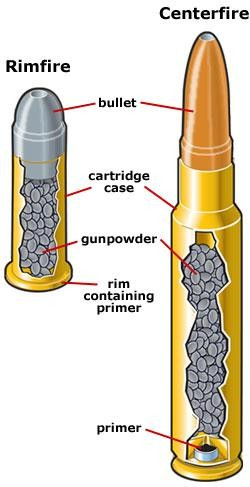 Centerfire
Rimfire
bullet
cartridge
case
gunpowder
rim
containing
primer
primer